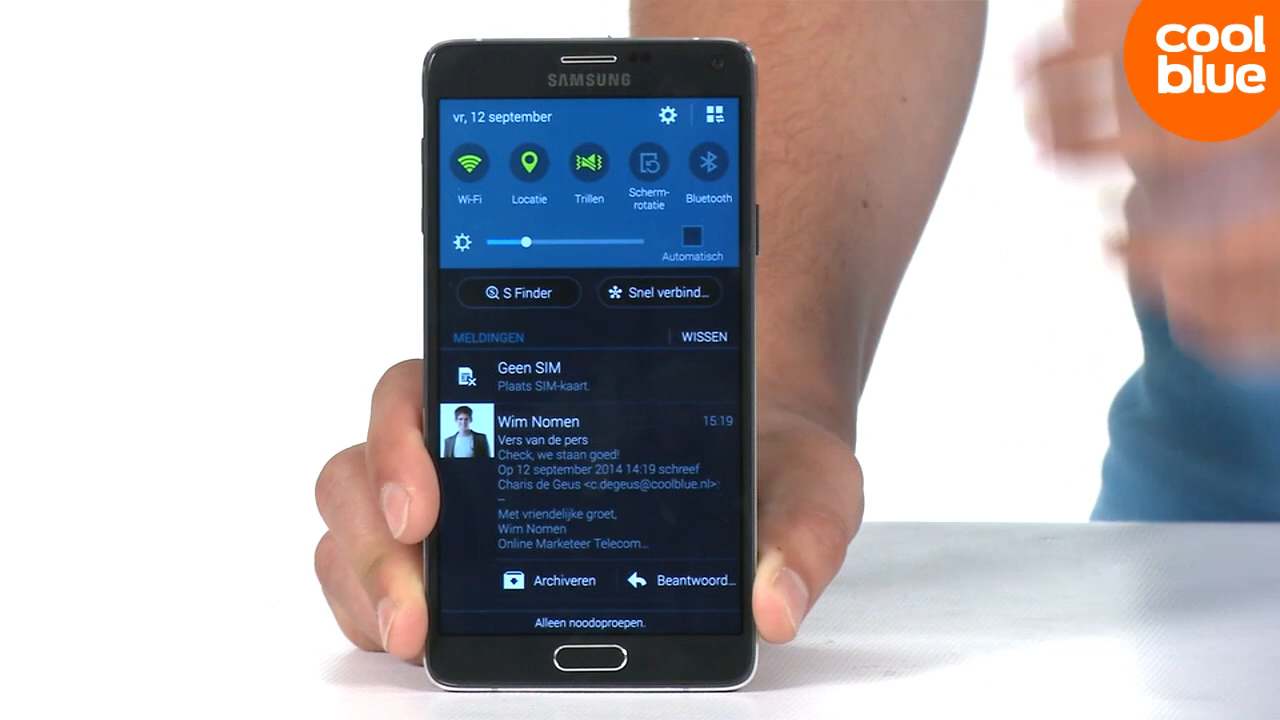 cool
blue
SAMSUNG
vr, 12 september
Wi-Fi
Locatie
Trillen
Scherm-
rotatie
Bluetooth
Automatisch
S Finder
Snel verbind...
MELDINGEN
WISSEN
Geen SIM
Plaats SIM-kaart.
Wim Nomen
15:19
Vers van de pers
Check, we staan goed!
Op 12 september 2014 14:19 schreef
Charis de Geus <c.degeus@coolblue.nl>:
--
Met vriendelijke groet,
Wim Nomen
Online Marketeer Telecom...
Archiveren
Beantwoord...
Alleen noodoproepen.